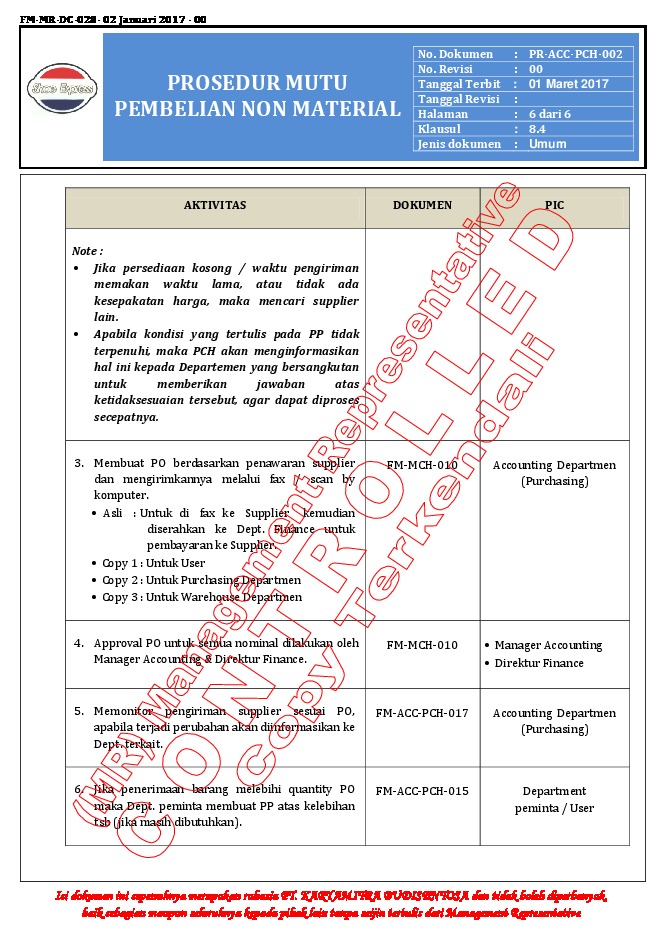 FM-MR-DC-028- 02 Januari 2017 - 00
Shoes Express
PROSEDUR MUTU
PEMBELIAN NON MATERIAL
No. Dokumen : PR-ACC-PCH-002
No. Revisi : 00
Tanggal Terbit : 01 Maret 2017
Tanggal Revisi :
Halaman : 6 dari 6
Klausul : 8.4
Jenis dokumen : Umum
AKTIVITAS DOKUMEN PIC
Note :
• Jika persediaan kosong / waktu pengiriman
memakan waktu lama, atau tidak ada
kesepakatan harga, maka mencari supplier
lain.
• Apabila kondisi yang tertulis pada PP tidak
terpenuhi, maka PCH akan menginformasikan
hal ini kepada Departemen yang bersangkutan
untuk memberikan jawaban atas
ketidaksesuaian tersebut, agar dapat diproses
secepatnya.
3. Membuat PO berdasarkan penawaran supplier FM-MCH-010 Accounting Departmen
dan mengirimkannya melalui fax / scan by (Purchasing)
komputer.
• Asli : Untuk di fax ke Supplier kemudian
diserahkan ke Dept. Finance untuk
pembayaran ke Supplier.
• Copy 1 : Untuk User
• Copy 2 : Untuk Purchasing Departmen
• Copy 3 : Untuk Warehouse Departmen
4. Approval PO untuk semua nominal dilakukan oleh FM-MCH-010 • Manager Accounting
Manager Accounting & Direktur Finance. • Direktur Finance
5. Memonitor pengiriman supplier sesuai PO, FM-ACC-PCH-017 Accounting Departmen
apabila terjadi perubahan akan diinformasikan ke (Purchasing)
Dept. terkait.
6. Jika penerimaan barang melebihi quantity PO FM-ACC-PCH-015 Department
maka Dept. peminta membuat PP atas kelebihan peminta / User
tsb (jika masih dibutuhkan).
(MR) Management Representative
CONTROLLED
Copy Terkendali
Isi dokumen ini sepenuhnya merupakan rahasia PT. KARYAMITRA BUDISENTOSA dan tidak boleh diperbanyak,
baik sebagian maupun seluruhnya kepada pihak lain tanpa seijin tertulis dari Management Representative